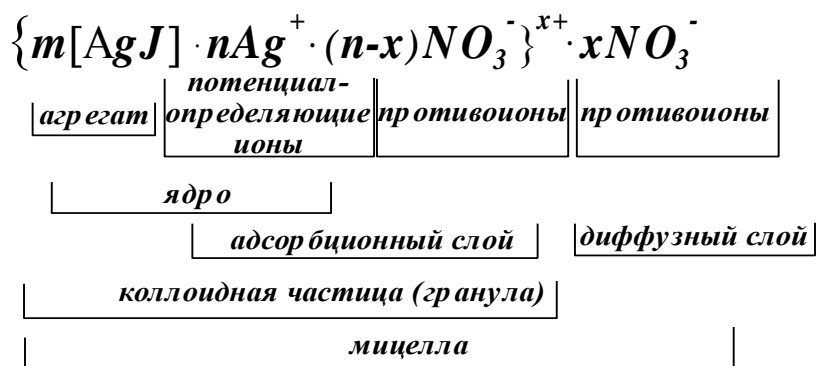 {m[AgJ] · nAg⁺ · (n-x)NO₃⁻}ˣ⁺ · xNO₃⁻
агрегат
потенциал-
определяющие
ионы
противоионы
противоионы
ядро
адсорбционный слой
диффузный слой
коллоидная частица (гранула)
мицелла